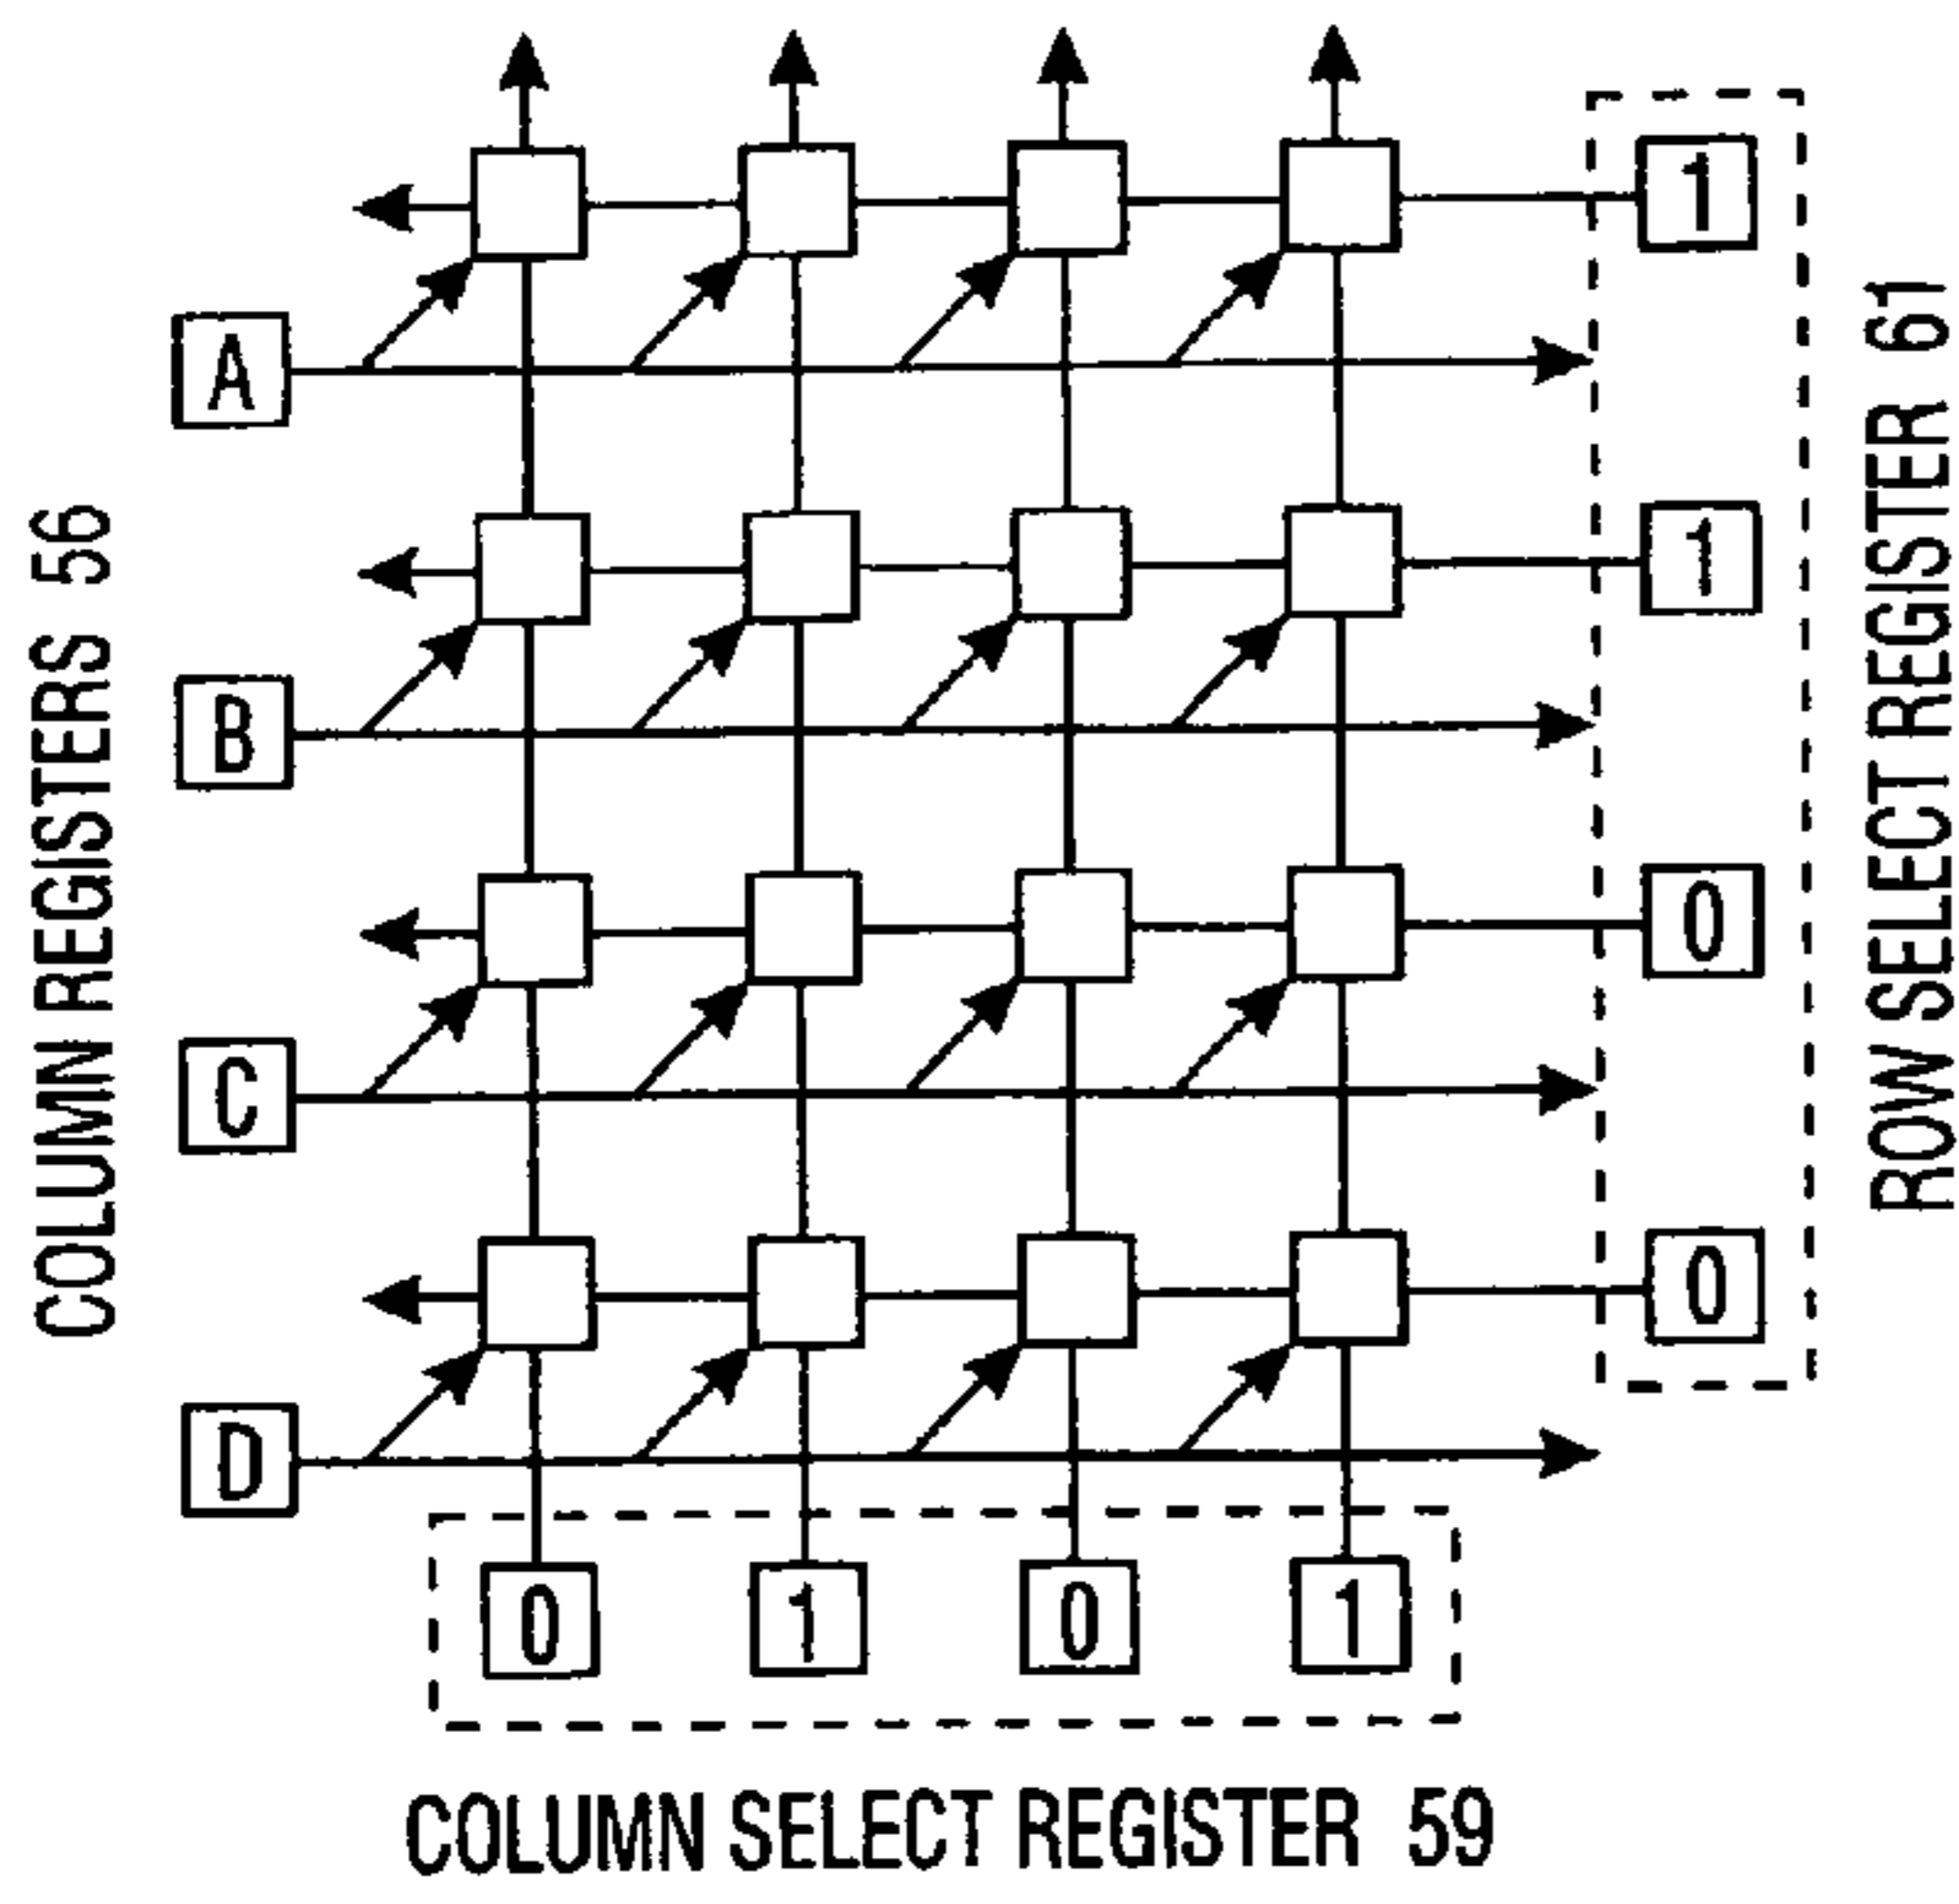 COLUMN REGISTERS 56
A
B
C
D
1
1
0
0
ROW SELECT REGISTER 61
0 1 0 1
COLUMN SELECT REGISTER 59